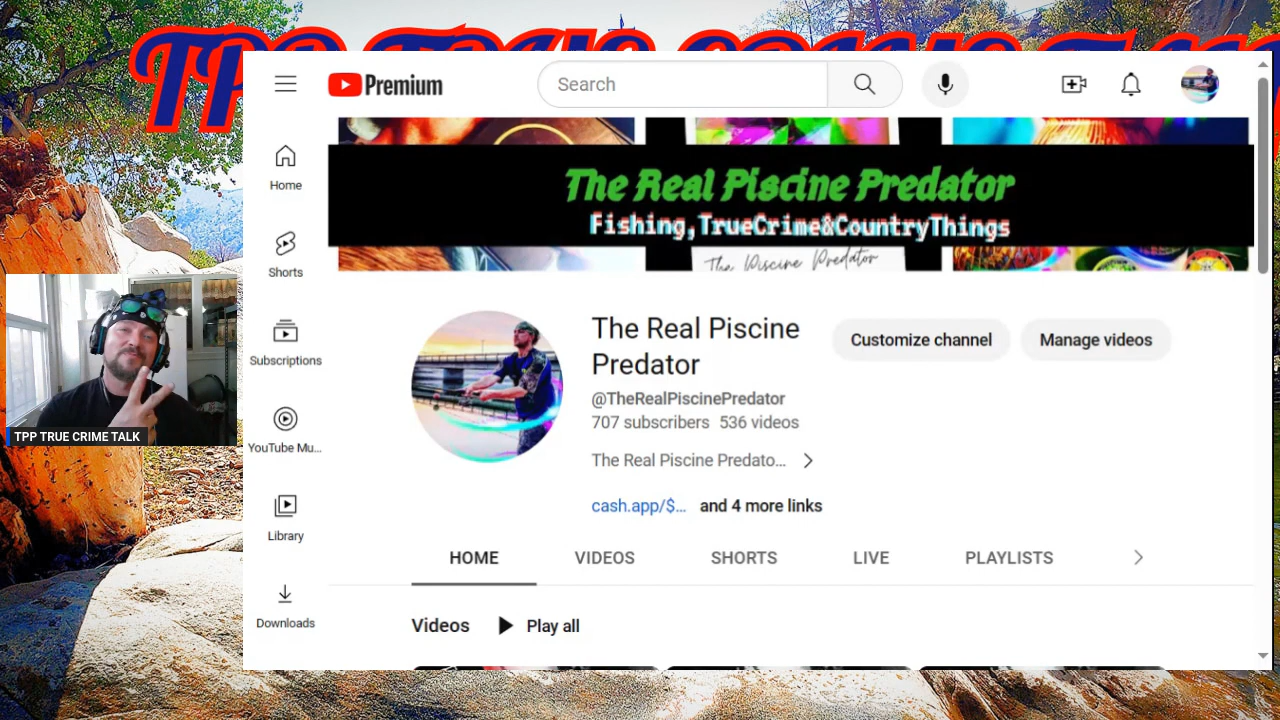 TPP TRUE CRIME TALK
Premium
Search
Home
Shorts
Subscriptions
YouTube Mu...
Library
Downloads
The Real Piscine Predator
Fishing,TrueCrime&CountryThings
The Piscine Predator
The Real Piscine
Predator
Customize channel
Manage videos
@TheRealPiscinePredator
707 subscribers 536 videos
The Real Piscine Predato...
cash.app/$... and 4 more links
HOME
VIDEOS
SHORTS
LIVE
PLAYLISTS
Videos
Play all